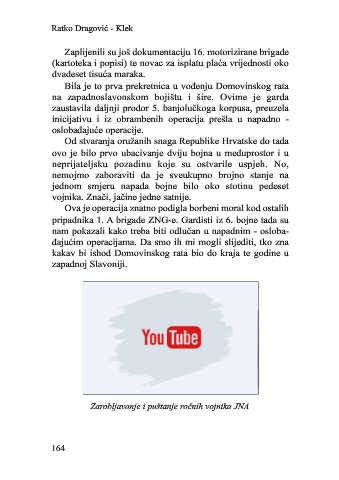 Ratko Dragović - Klek
Zaplijenili su još dokumentaciju 16. motorizirane brigade
(kartoteka i popisi) te novac za isplatu plaća vrijednosti oko
dvadeset tisuća maraka.
Bila je to prva prekretnica u vođenju Domovinskog rata
na zapadnoslavonskom bojištu i šire. Ovime je garda
zaustavila daljnji prodor 5. banjolučkoga korpusa, preuzela
inicijativu i iz obrambenih operacija prešla u napadno -
oslobađajuće operacije.
Od stvaranja oružanih snaga Republike Hrvatske do tada
ovo je bilo prvo ubacivanje dviju bojna u međuprostor i u
neprijateljsku pozadinu koje su ostvarile uspjeh. No,
nemojmo zaboraviti da je sveukupno brojno stanje na
jednom smjeru napada bojne bilo oko stotinu pedeset
vojnika. Znači, jačine jedne satnije.
Ova je operacija znatno podigla borbeni moral kod ostalih
pripadnika 1. A brigade ZNG-e. Gardisti iz 6. bojne tada su
nam pokazali kako treba biti odlučan u napadnim - osloba-
đajućim operacijama. Da smo ih mi mogli slijediti, tko zna
kakav bi ishod Domovinskog rata bio do kraja te godine u
zapadnoj Slavoniji.
YouTube
Zarobljavanje i puštanje ročnih vojnika JNA
164